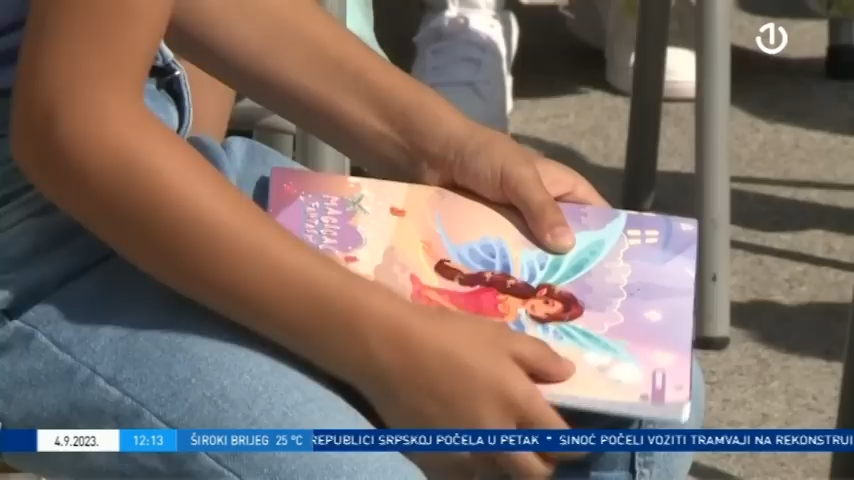 1
MAGICAL
4.9.2023. 12:13 ŠIROKI BRIJEG 25 °C REPUBLICI SRPSKOJ POČELA U PETAK * SINOĆ POČELI VOZITI TRAMVAJI NA REKONSTRUI